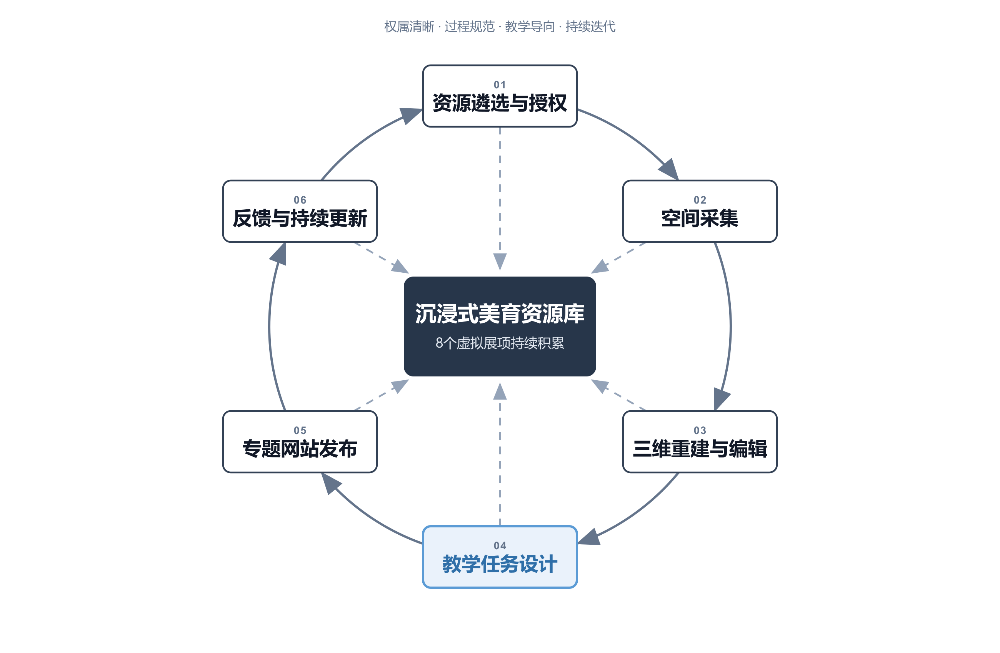 权属清晰 · 过程规范 · 教学导向 · 持续迭代
01
资源遴选与授权
06
反馈与持续更新
02
空间采集
沉浸式美育资源库
8个虚拟展项持续积累
05
专题网站发布
03
三维重建与编辑
04
教学任务设计